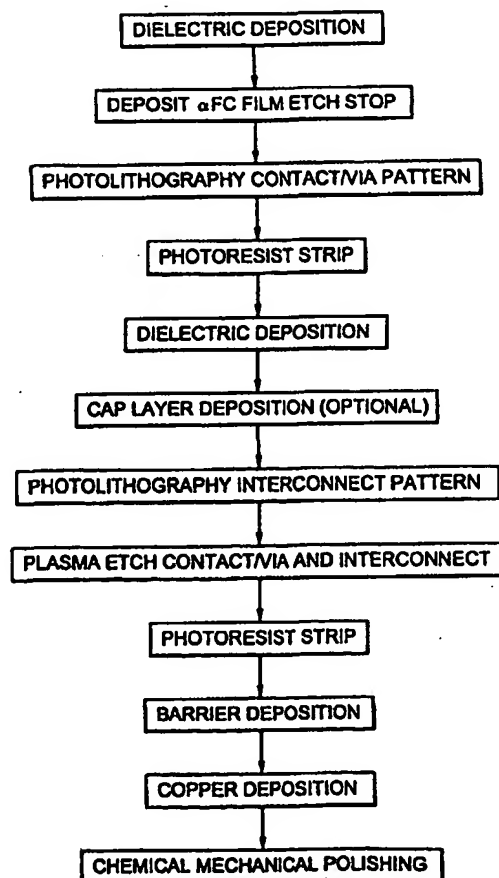 DIELECTRIC DEPOSITION
DEPOSIT αFC FILM ETCH STOP
PHOTOLITHOGRAPHY CONTACT/VIA PATTERN
PHOTORESIST STRIP
DIELECTRIC DEPOSITION
CAP LAYER DEPOSITION (OPTIONAL)
PHOTOLITHOGRAPHY INTERCONNECT PATTERN
PLASMA ETCH CONTACT/VIA AND INTERCONNECT
PHOTORESIST STRIP
BARRIER DEPOSITION
COPPER DEPOSITION
CHEMICAL MECHANICAL POLISHING